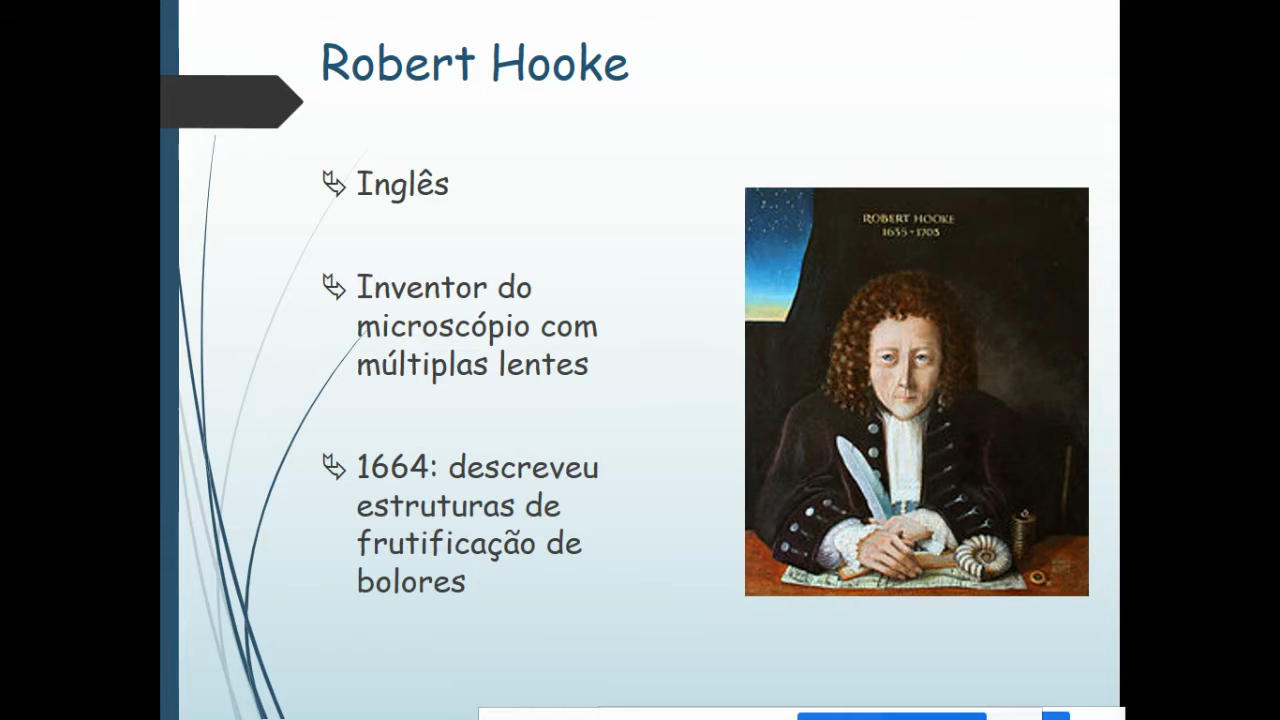 Robert Hooke
Inglês
Inventor do
microscópio com
múltiplas lentes
1664: descreveu
estruturas de
frutificação de
bolores
ROBERT HOOKE
1635-1703